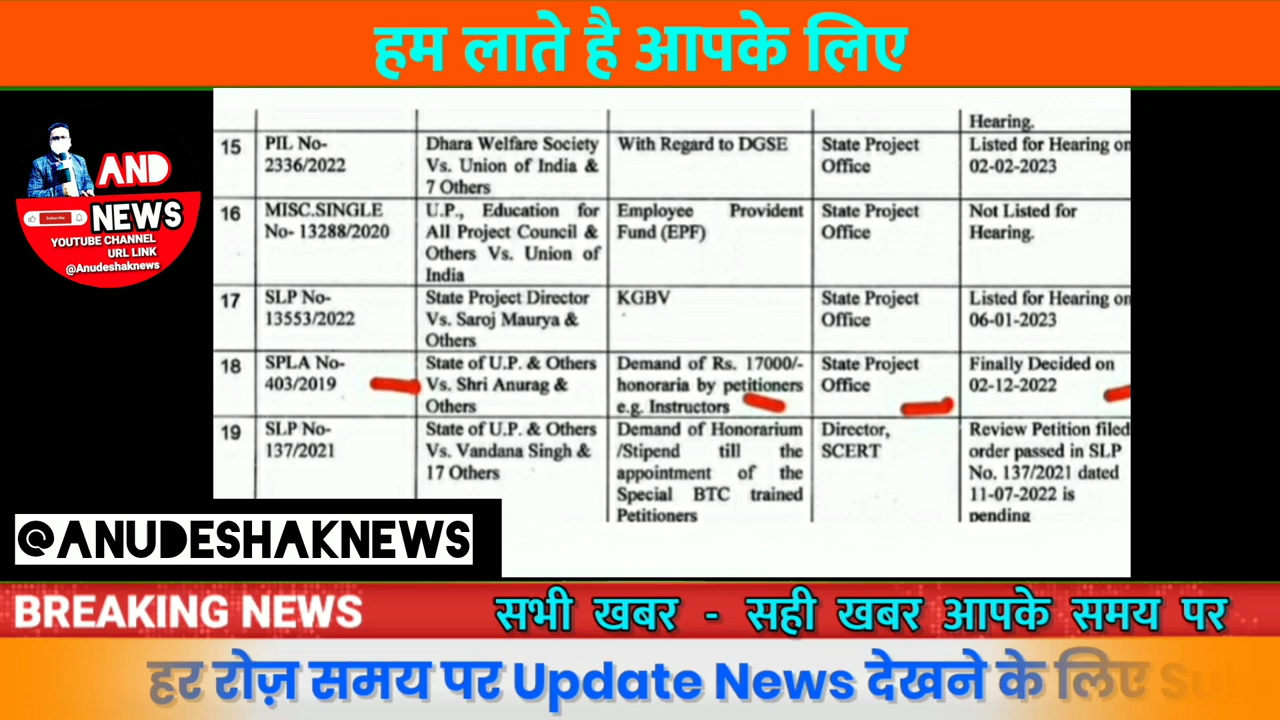 हम लाते है आपके लिए
AND
NEWS
Subscribe
YOUTUBE CHANNEL
URL LINK
@Anudeshaknews
Hearing.
15 PIL No- Dhara Welfare Society With Regard to DGSE State Project Listed for Hearing on
2336/2022 Vs. Union of India & Office 02-02-2023
7 Others
16 MISC.SINGLE U.P., Education for Employee Provident State Project Not Listed for
No- 13288/2020 All Project Council & Fund (EPF) Office Hearing.
Others Vs. Union of
India
17 SLP No- State Project Director KGBV State Project Listed for Hearing on
13553/2022 Vs. Saroj Maurya & Office 06-01-2023
Others
18 SPLA No- State of U.P. & Others Demand of Rs. 17000/- State Project Finally Decided on
403/2019 Vs. Shri Anurag & honoraria by petitioners Office 02-12-2022
Others e.g. Instructors
19 SLP No- State of U.P. & Others Demand of Honorarium Director, Review Petition filed
137/2021 Vs. Vandana Singh & /Stipend till the SCERT order passed in SLP
17 Others appointment of the No. 137/2021 dated
Special BTC trained 11-07-2022 is
Petitioners pending
@ANUDESHAKNEWS
BREAKING NEWS सभी खबर - सही खबर आपके समय पर
हर रोज़ समय पर Update News देखने के लिए